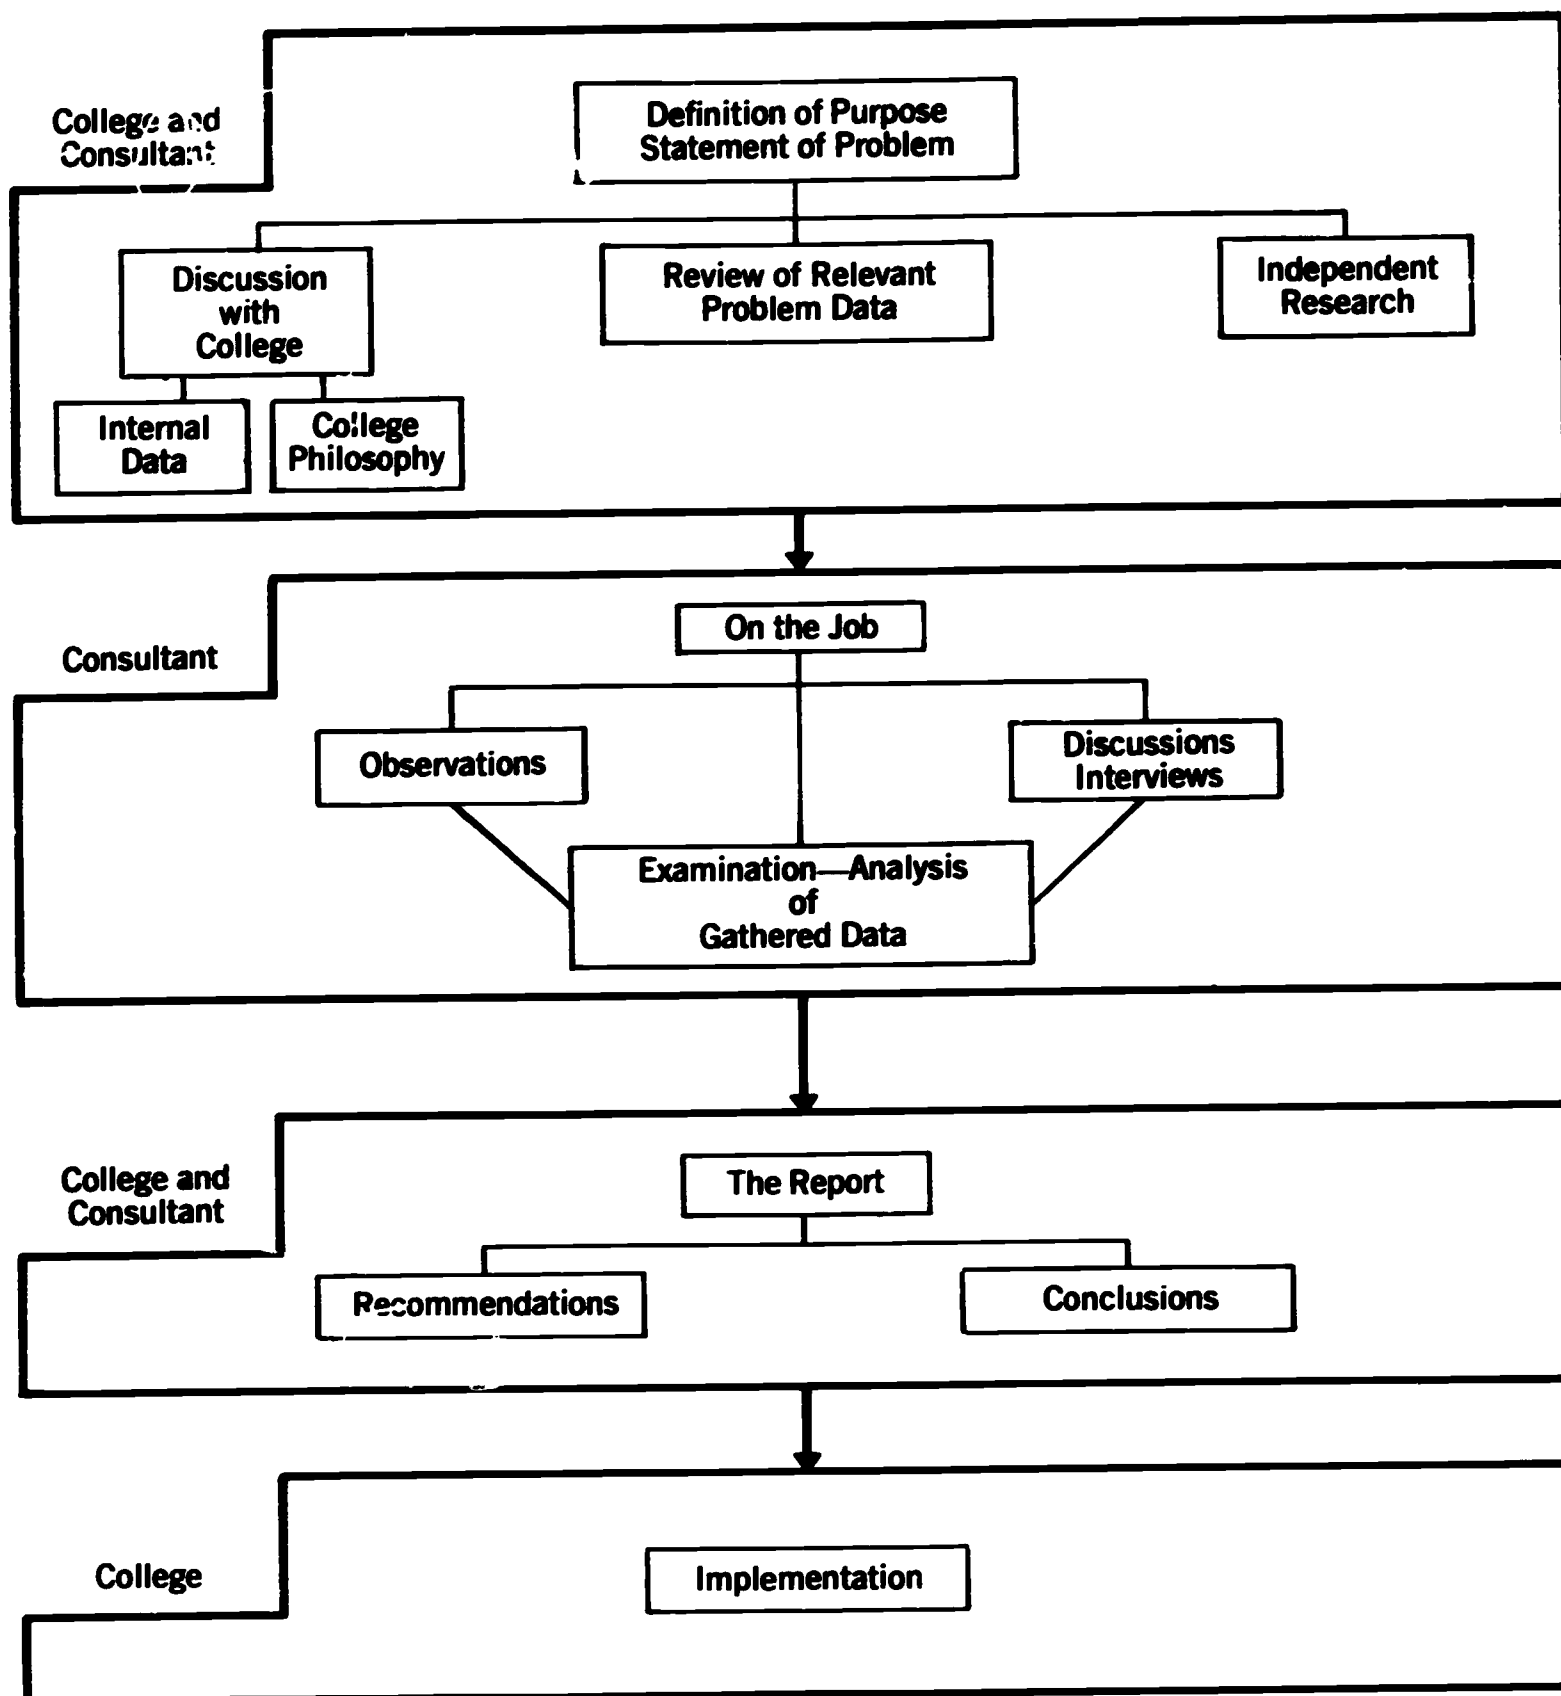 College and
Consultant
Definition of Purpose
Statement of Problem
Discussion
with
College
Review of Relevant
Problem Data
Independent
Research
Internal
Data
College
Philosophy
Consultant
On the Job
Observations
Discussions
Interviews
Examination—Analysis
of
Gathered Data
College and
Consultant
The Report
Recommendations
Conclusions
College
Implementation